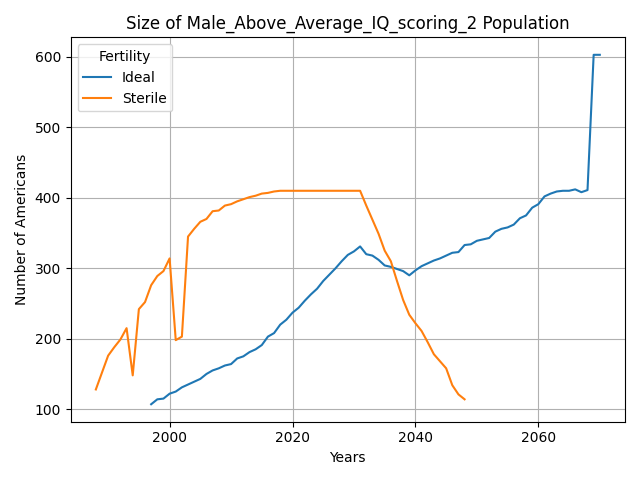 Size of Male_Above_Average_IQ_scoring_2 Population
Fertility
Ideal
Sterile
Number of Americans
600
500
400
300
200
100
2000
2020
2040
2060
Years